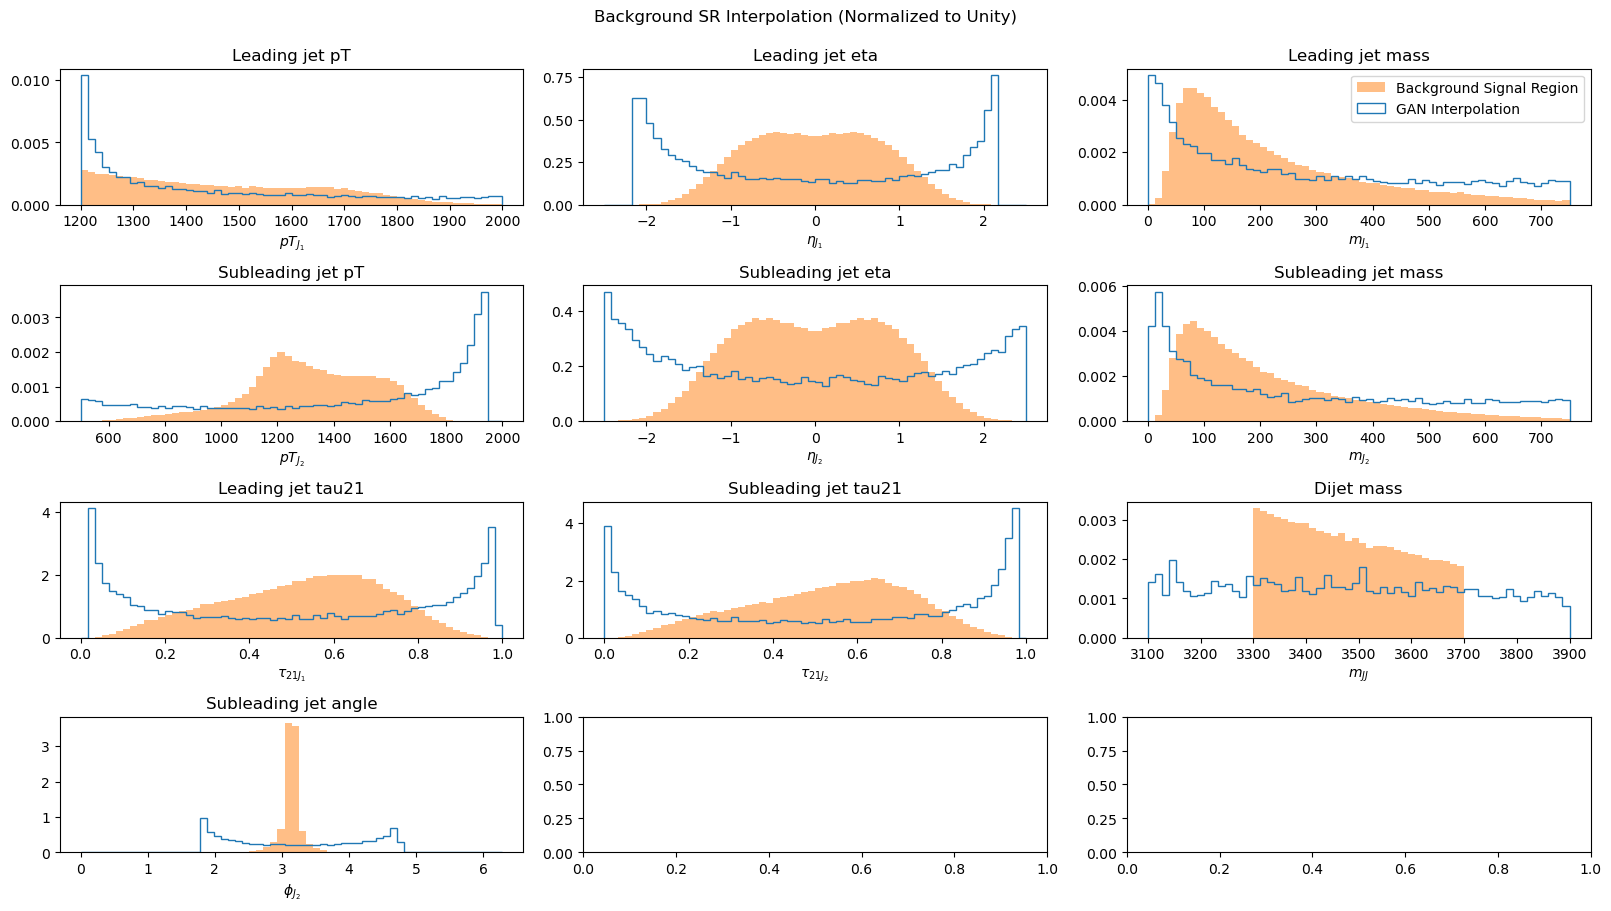 Background SR Interpolation (Normalized to Unity)
Leading jet pT
Leading jet eta
Leading jet mass
0.010
0.005
0.000
1200 1300 1400 1500 1600 1700 1800 1900 2000
pT_{J_1}
0.75
0.50
0.25
0.00
−2 −1 0 1 2
η_{J_1}
Background Signal Region
GAN Interpolation
0.004
0.002
0.000
0 100 200 300 400 500 600 700
m_{J_1}
Subleading jet pT
Subleading jet eta
Subleading jet mass
0.003
0.002
0.001
0.000
600 800 1000 1200 1400 1600 1800 2000
pT_{J_2}
0.4
0.2
0.0
−2 −1 0 1 2
η_{J_2}
0.006
0.004
0.002
0.000
0 100 200 300 400 500 600 700
m_{J_2}
Leading jet tau21
Subleading jet tau21
Dijet mass
4
2
0
0.0 0.2 0.4 0.6 0.8 1.0
τ_{21J_1}
4
2
0
0.0 0.2 0.4 0.6 0.8 1.0
τ_{21J_2}
0.003
0.002
0.001
0.000
3100 3200 3300 3400 3500 3600 3700 3800 3900
m_{JJ}
Subleading jet angle
3
2
1
0
0 1 2 3 4 5 6
ϕ_{J_2}
1.00
0.75
0.50
0.25
0.00
0.0 0.2 0.4 0.6 0.8 1.0
1.00
0.75
0.50
0.25
0.00
0.0 0.2 0.4 0.6 0.8 1.0